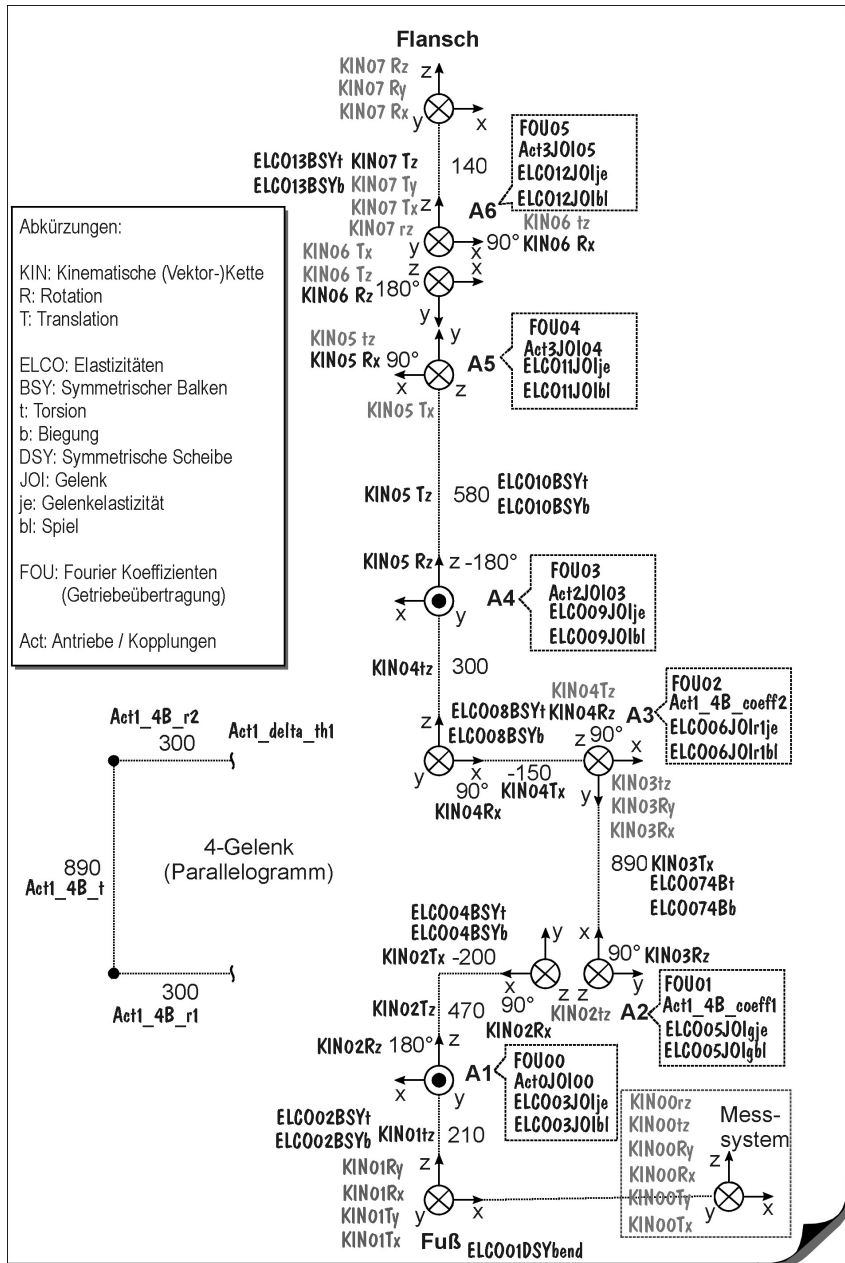 Flansch
KIN07 Rz
KIN07 Ry
KIN07 Rx
z
y
x
ELCO13BSYt KIN07 Tz
140
ELCO13BSYb KIN07 Ty
KIN07 Tx
KIN07 rz
z
y
x
A6
90°
FOU05
Act3JOI05
ELCO12JOIje
ELCO12JOIbl
KIN06 tz
KIN06 Rx
KIN06 Tx
KIN06 Tz
KIN06 Rz
180°
z
x
y
Abkürzungen:
KIN: Kinematische (Vektor-)Kette
R: Rotation
T: Translation
ELCO: Elastizitäten
BSY: Symmetrischer Balken
t: Torsion
b: Biegung
DSY: Symmetrische Scheibe
JOI: Gelenk
je: Gelenkelastizität
bl: Spiel
FOU: Fourier Koeffizienten
(Getriebeübertragung)
Act: Antriebe / Kopplungen
KIN05 tz
KIN05 Rx 90°
y
x
z
KIN05 Tx
A5
FOU04
Act3JOI04
ELCO11JOIje
ELCO11JOIbl
KIN05 Tz
580
ELCO10BSYt
ELCO10BSYb
KIN05 Rz
z -180°
x
y
A4
FOU03
Act2JOI03
ELCO09JOIje
ELCO09JOIbl
KIN04tz
300
ELCO08BSYt
ELCO08BSYb
z
y
x
90°
KIN04Rx
-150
KIN04Tx
KIN04Tz
KIN04Rz
z
90°
x
y
A3
FOU02
Act1_4B_coeff2
ELCO06JOIr1je
ELCO06JOIr1bl
KIN03tz
KIN03Ry
KIN03Rx
Act1_4B_r2
300
Act1_delta_th1
890
Act1_4B_t
4-Gelenk
(Parallelogramm)
300
Act1_4B_r1
890
KIN03Tx
ELCO074Bt
ELCO074Bb
ELCO04BSYt
ELCO04BSYb
KIN02Tx -200
y
x
z
90°
KIN02Rx
x
90°
KIN03Rz
z
y
KIN02tz
A2
FOU01
Act1_4B_coeff1
ELCO05JOIgje
ELCO05JOIgbl
KIN02Tz
470
KIN02Rz
180°
z
x
y
A1
FOU00
Act0JOI00
ELCO03JOIje
ELCO03JOIbl
ELCO02BSYt
ELCO02BSYb
KIN01tz
210
KIN01Ry
KIN01Rx
KIN01Ty
KIN01Tx
z
y
x
Fuß
ELCO01DSYbend
KIN00rz
KIN00tz
KIN00Ry
KIN00Rx
KIN00Ty
KIN00Tx
Mess-
system
z
y
x